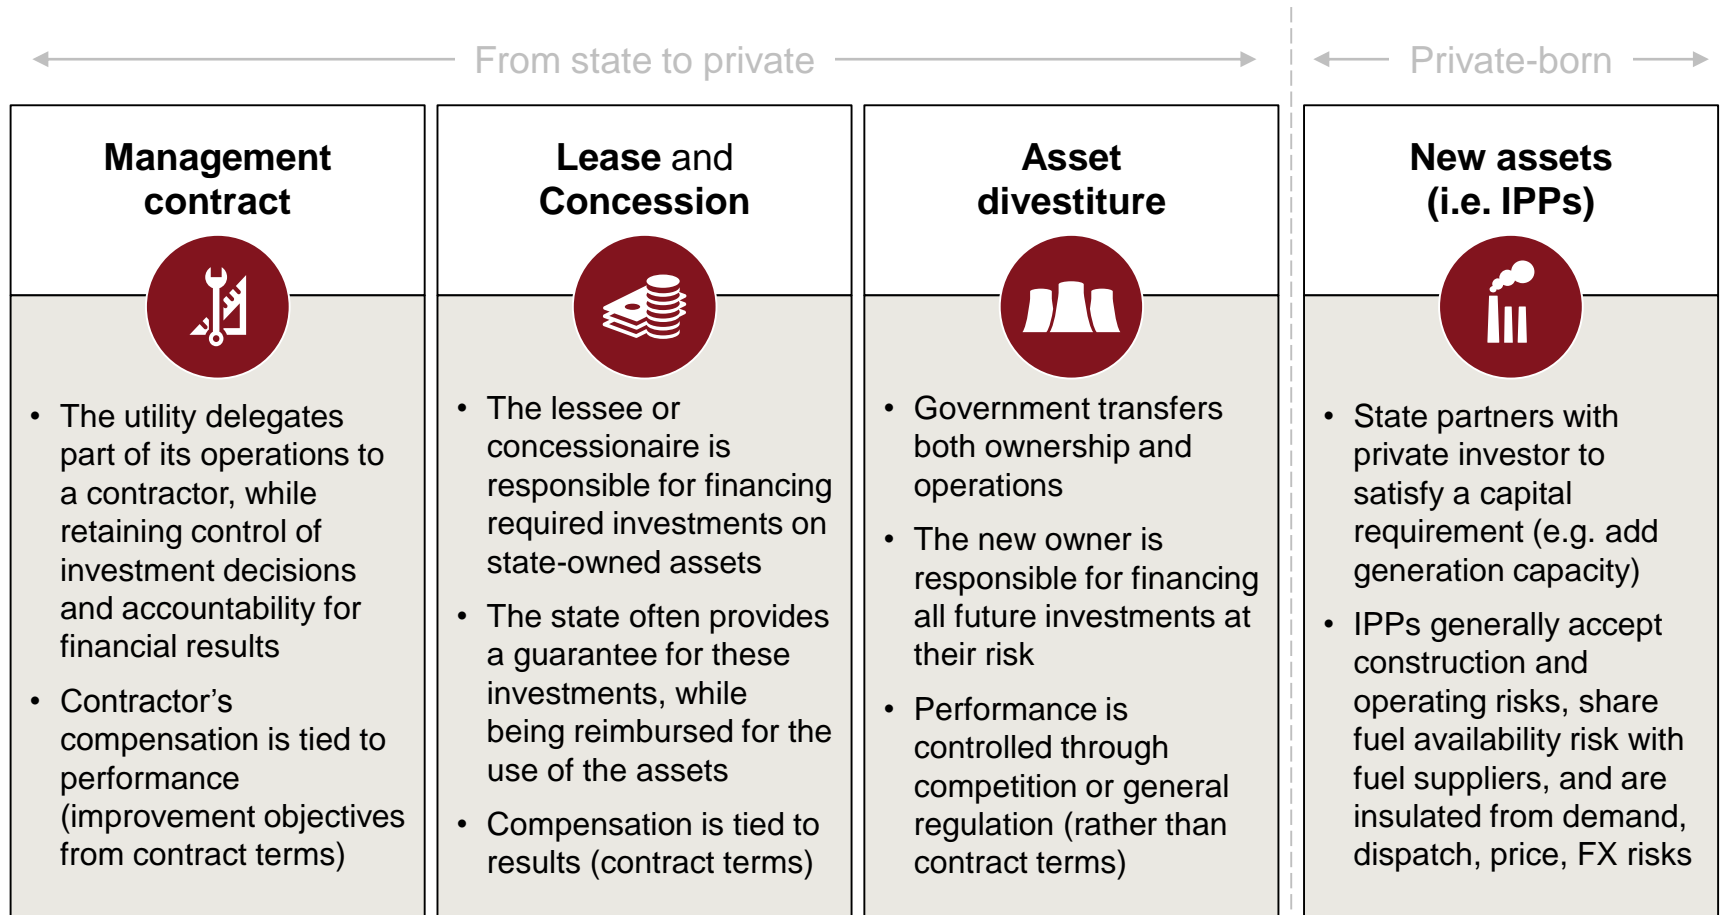 From state to private
Private-born
Management
contract
• The utility delegates
part of its operations to
a contractor, while
retaining control of
investment decisions
and accountability for
financial results
• Contractor’s
compensation is tied to
performance
(improvement objectives
from contract terms)
Lease and
Concession
• The lessee or
concessionaire is
responsible for financing
required investments on
state-owned assets
• The state often provides
a guarantee for these
investments, while
being reimbursed for the
use of the assets
• Compensation is tied to
results (contract terms)
Asset
divestiture
• Government transfers
both ownership and
operations
• The new owner is
responsible for financing
all future investments at
their risk
• Performance is
controlled through
competition or general
regulation (rather than
contract terms)
New assets
(i.e. IPPs)
• State partners with
private investor to
satisfy a capital
requirement (e.g. add
generation capacity)
• IPPs generally accept
construction and
operating risks, share
fuel availability risk with
fuel suppliers, and are
insulated from demand,
dispatch, price, FX risks